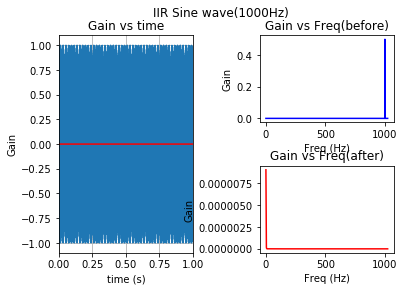 IIR Sine wave(1000Hz)
Gain vs time
1.00
0.75
0.50
0.25
0.00
−0.25
−0.50
−0.75
−1.00
Gain
0.00 0.25 0.50 0.75 1.00
time (s)
Gain vs Freq(before)
0.4
0.2
0.0
Gain
0 500 1000
Freq (Hz)
Gain vs Freq(after)
0.0000075
0.0000050
0.0000025
0.0000000
Gain
0 500 1000
Freq (Hz)